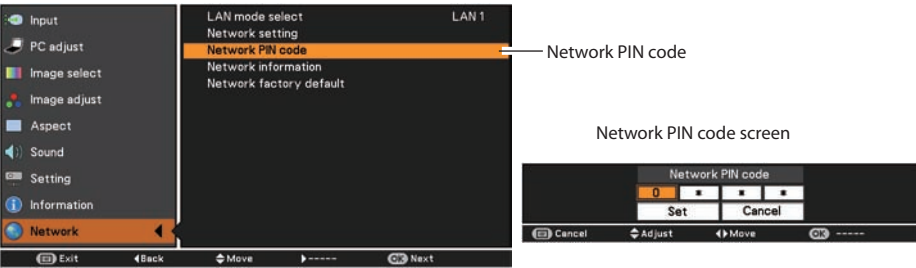 Input
PC adjust
Image select
Image adjust
Aspect
Sound
Setting
Information
Network
LAN mode select LAN 1
Network setting
Network PIN code
Network information
Network factory default
Exit Back Move ----- OK Next
Network PIN code
Network PIN code screen
Network PIN code
0 * * *
Set Cancel
Cancel Adjust Move OK -----